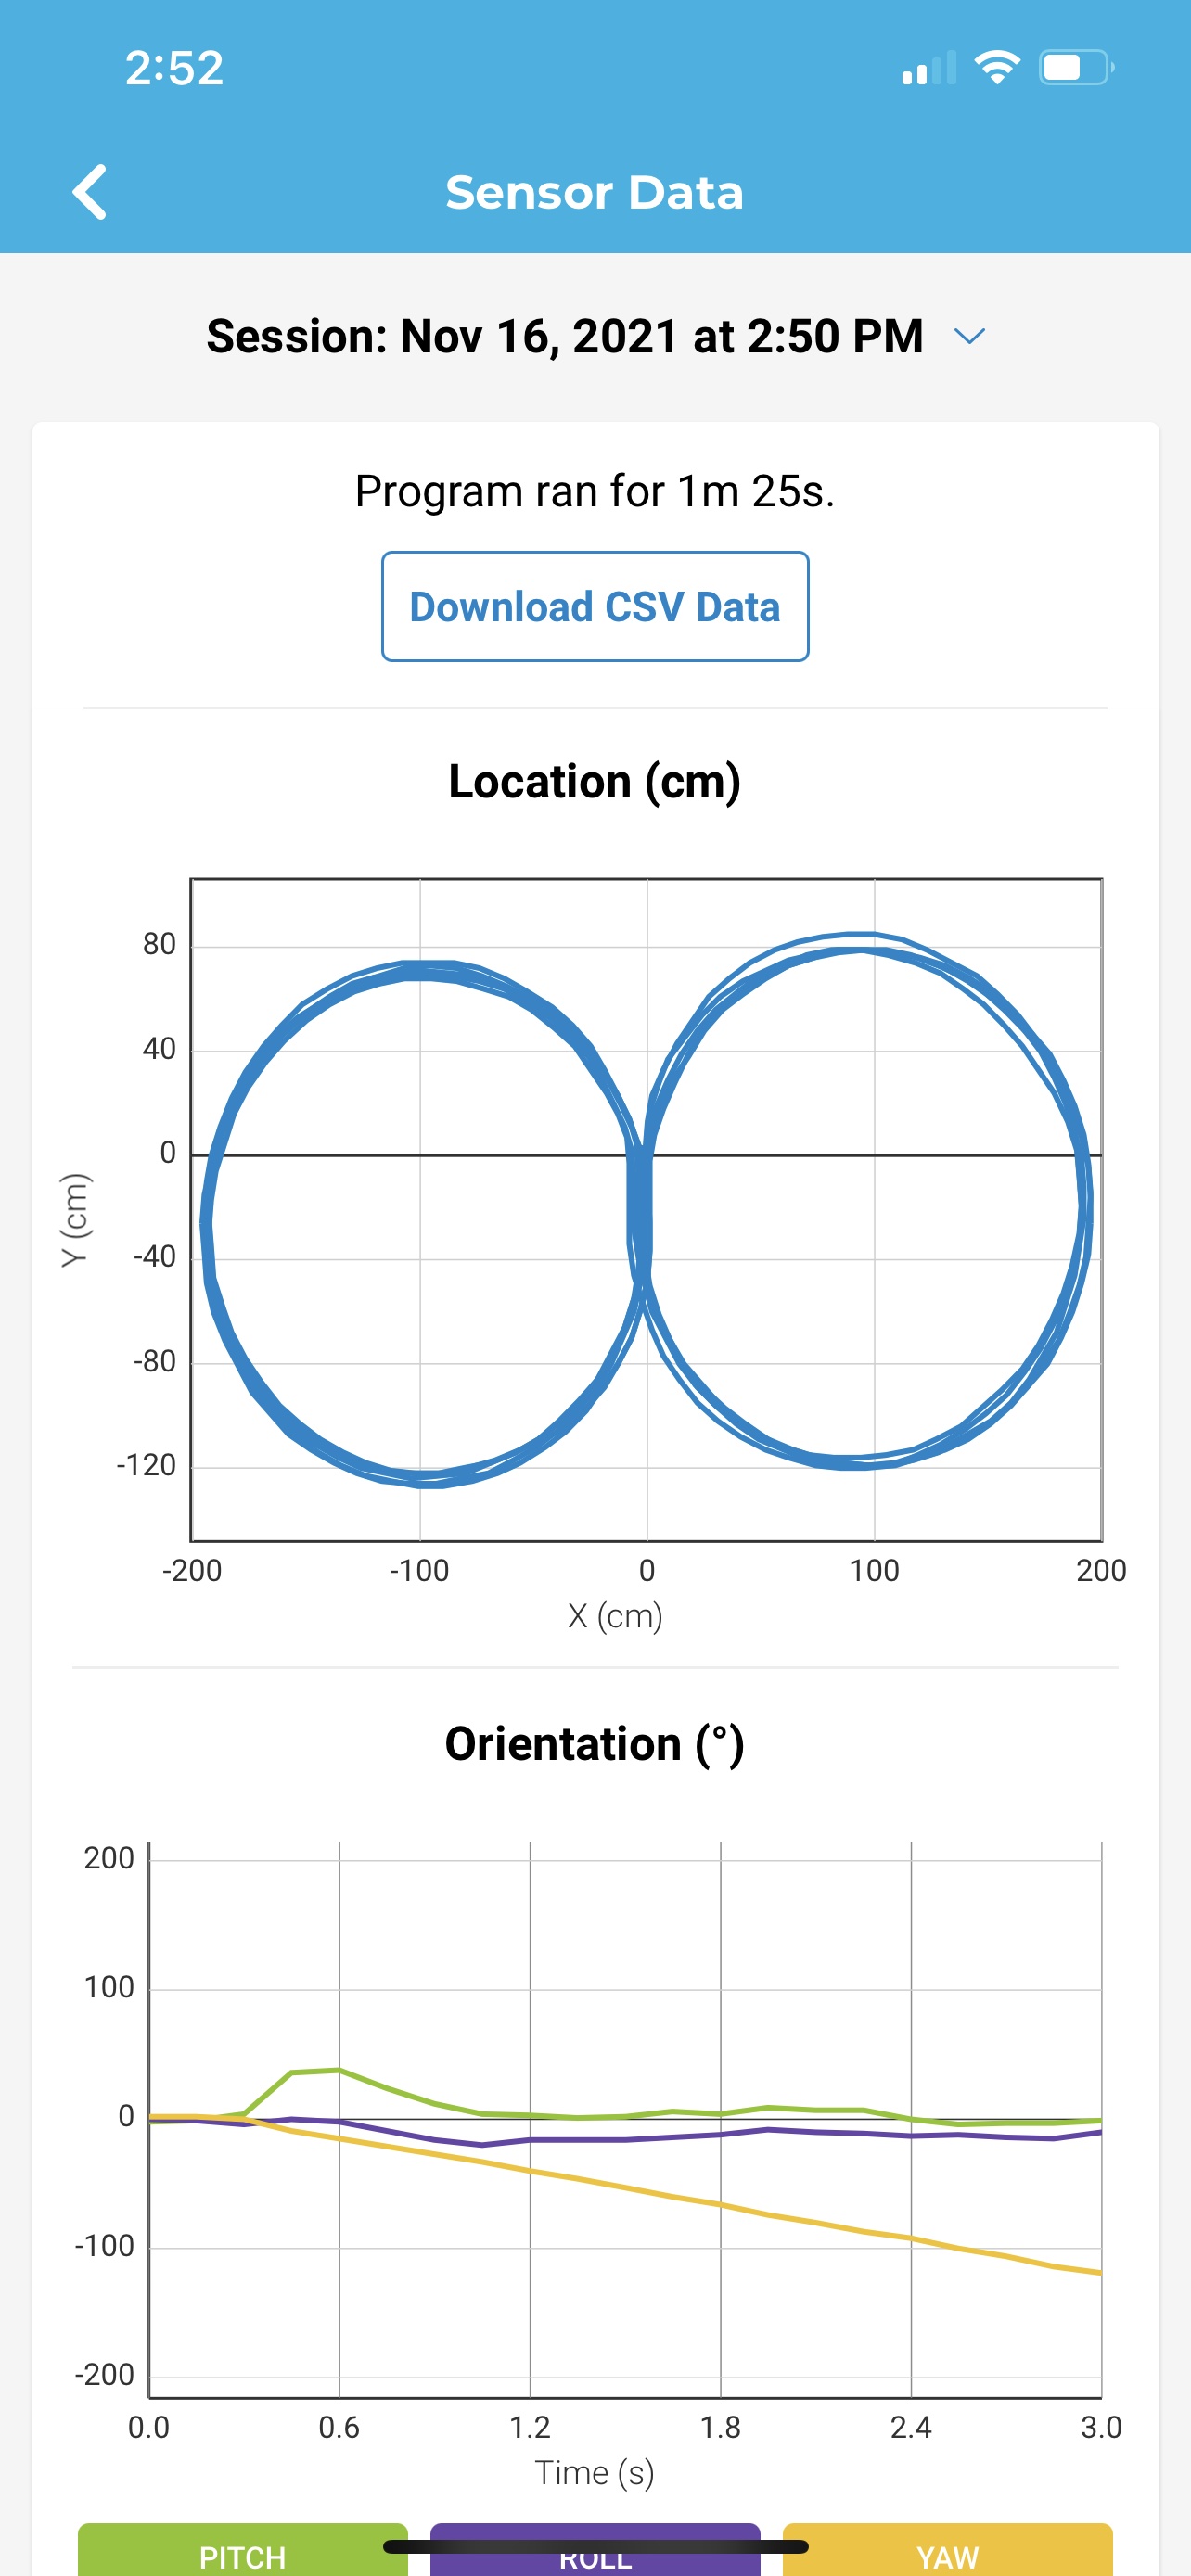 2:52
Sensor Data
Session: Nov 16, 2021 at 2:50 PM
Program ran for 1m 25s.
Download CSV Data
Location (cm)
80
40
0
-40
-80
-120
Y (cm)
-200 -100 0 100 200
X (cm)
Orientation (°)
200
100
0
-100
-200
0.0 0.6 1.2 1.8 2.4 3.0
Time (s)
PITCH ROLL YAW